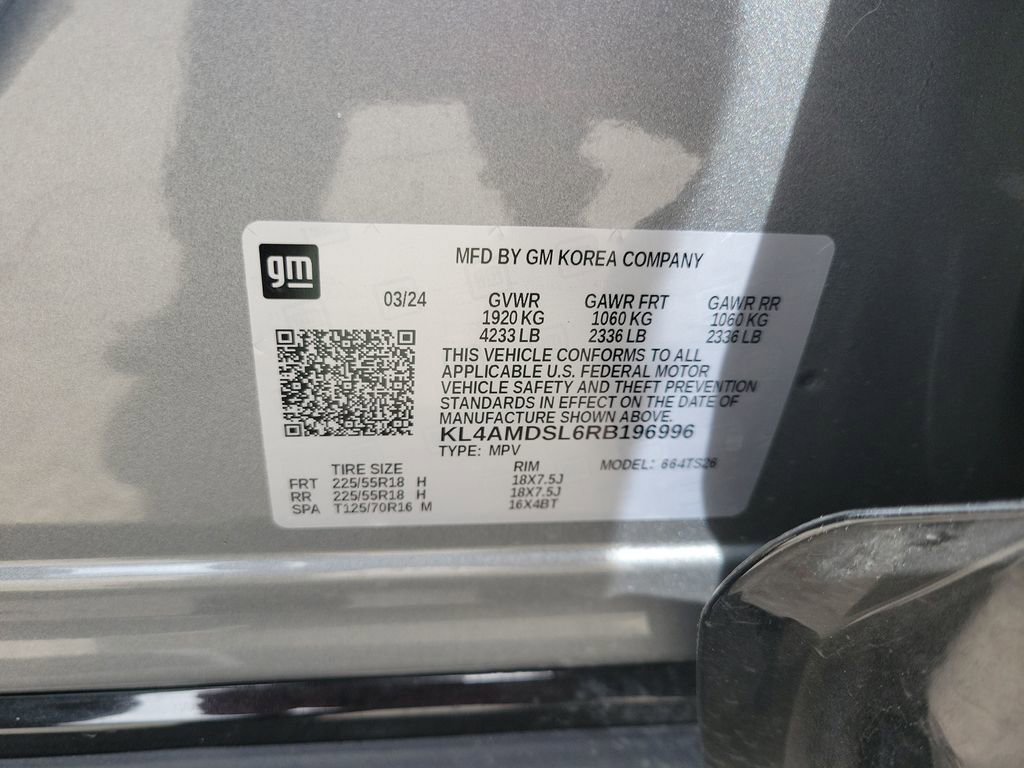 gm
MFD BY GM KOREA COMPANY
03/24 GVWR GAWR FRT GAWR RR
1920 KG 1060 KG 1060 KG
4233 LB 2336 LB 2336 LB
THIS VEHICLE CONFORMS TO ALL
APPLICABLE U.S. FEDERAL MOTOR
VEHICLE SAFETY AND THEFT PREVENTION
STANDARDS IN EFFECT ON THE DATE OF
MANUFACTURE SHOWN ABOVE.
KL4AMDSL6RB196996
TYPE: MPV
TIRE SIZE RIM MODEL: 664TS26
FRT 225/55R18 H 18X7.5J
RR 225/55R18 H 18X7.5J
SPA T125/70R16 M 16X4BT